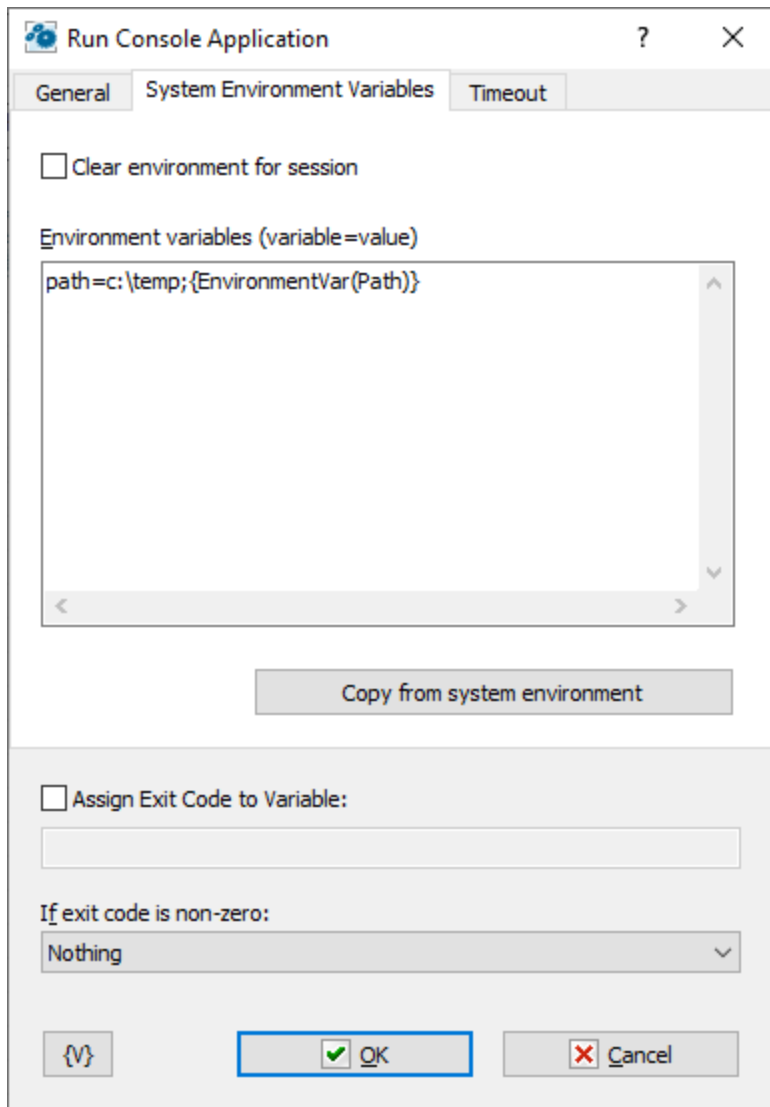 Run Console Application
?
General
System Environment Variables
Timeout
Clear environment for session
Environment variables (variable=value)
path=c:\temp;{EnvironmentVar(Path)}
Copy from system environment
Assign Exit Code to Variable:
If exit code is non-zero:
Nothing
{V}
OK
Cancel